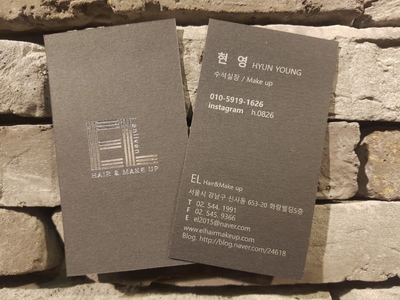 EL
enliven
HAIR & MAKE UP
현 영 HYUN YOUNG
수석실장 / Make up
010-5919-1626
instagram h.0826
EL Hair&Make up
서울시 강남구 신사동 653-20 화랑빌딩5층
T 02. 544. 1991
F 02. 545. 9366
E el2015@naver.com
www.elhairmakeup.com
Blog. http://blog.naver.com/24618